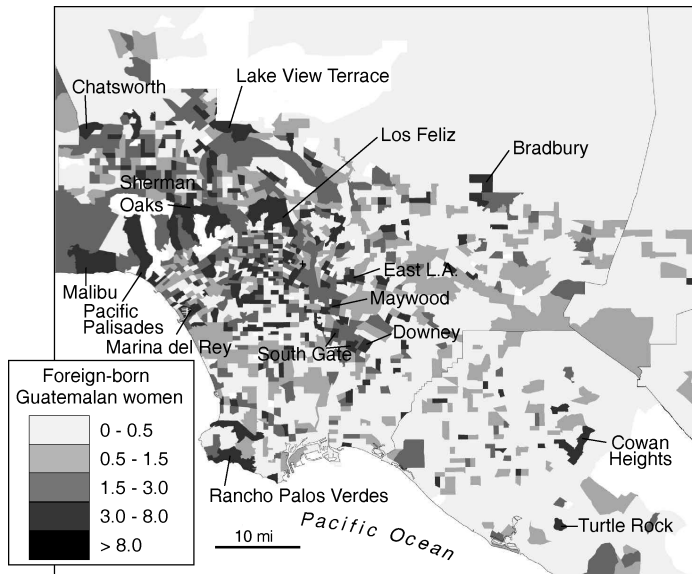 Lake View Terrace
Chatsworth
Los Feliz
Bradbury
Sherman
Oaks
East L.A.
Malibu
Maywood
Pacific
Palisades
Downey
Marina del Rey
South Gate
Foreign-born
Guatemalan women
0 - 0.5
0.5 - 1.5
1.5 - 3.0
3.0 - 8.0
> 8.0
Cowan
Heights
Rancho Palos Verdes
Turtle Rock
10 mi
Pacific Ocean